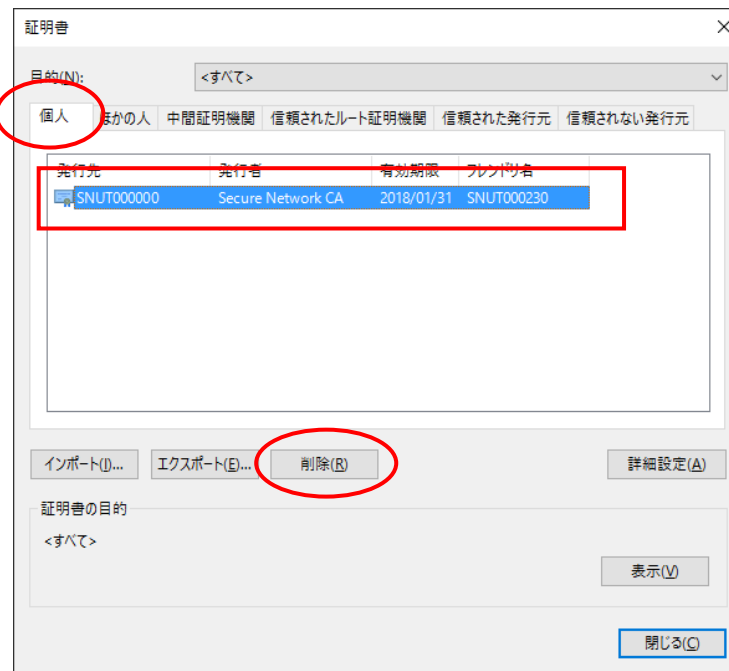 証明書
目的(N): <すべて>
個人 ほかの人 中間証明機関 信頼されたルート証明機関 信頼された発行元 信頼されない発行元
発行先 発行者 有効期限 フレンドリ名
SNUT000000 Secure Network CA 2018/01/31 SNUT000230
インポート(I)... エクスポート(E)... 削除(R) 詳細設定(A)
証明書の目的
<すべて>
表示(V)
閉じる(C)